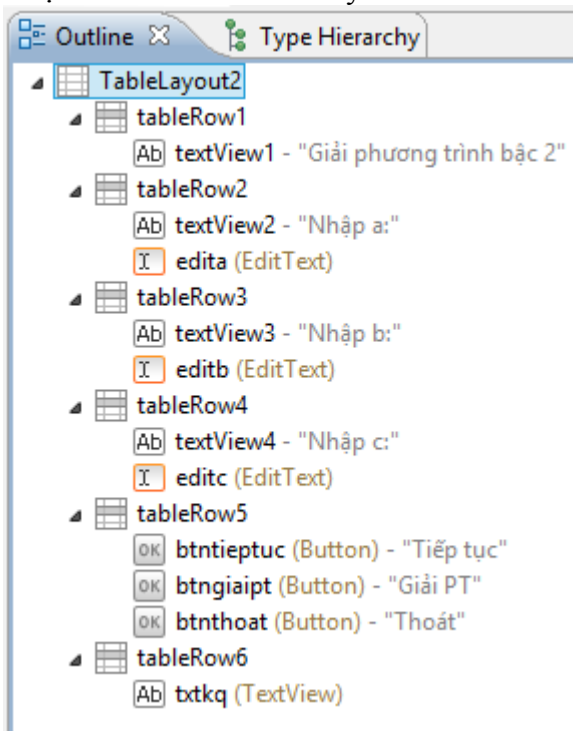 Outline Type Hierarchy
TableLayout2
tableRow1
Ab textView1 - "Giải phương trình bậc 2"
tableRow2
Ab textView2 - "Nhập a:"
edita (EditText)
tableRow3
Ab textView3 - "Nhập b:"
editb (EditText)
tableRow4
Ab textView4 - "Nhập c:"
editc (EditText)
tableRow5
OK btntieptuc (Button) - "Tiếp tục"
OK btngiaipt (Button) - "Giải PT"
OK btnthoat (Button) - "Thoát"
tableRow6
Ab txtkq (TextView)